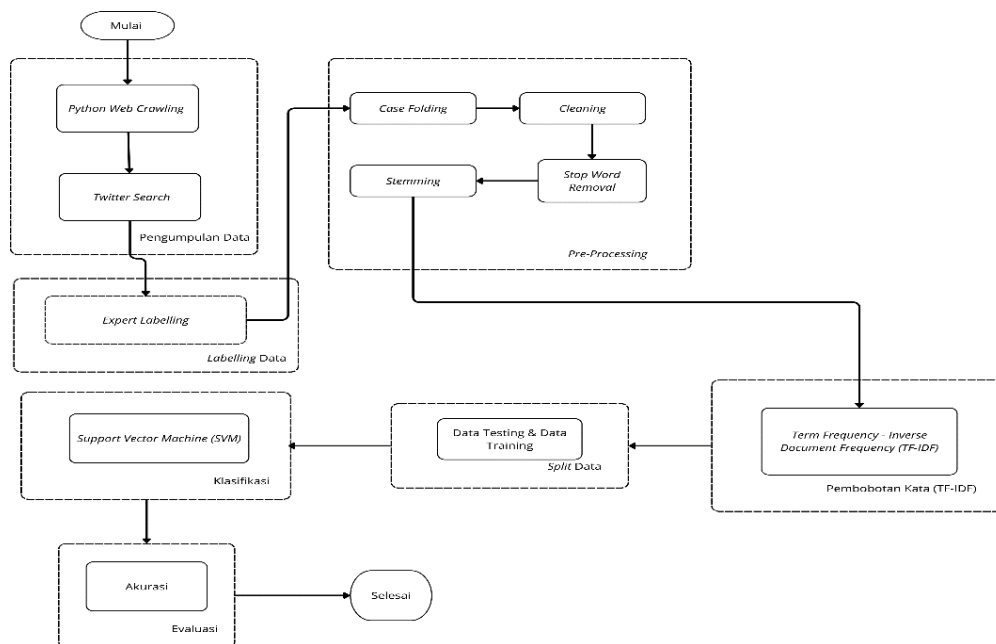 Mulai
Python Web Crawling
Twitter Search
Pengumpulan Data
Expert Labelling
Labelling Data
Case Folding
Cleaning
Stop Word
Removal
Stemming
Pre-Processing
Term Frequency - Inverse
Document Frequency (TF-IDF)
Pembobotan Kata (TF-IDF)
Data Testing & Data
Training
Split Data
Support Vector Machine (SVM)
Klasifikasi
Akurasi
Evaluasi
Selesai